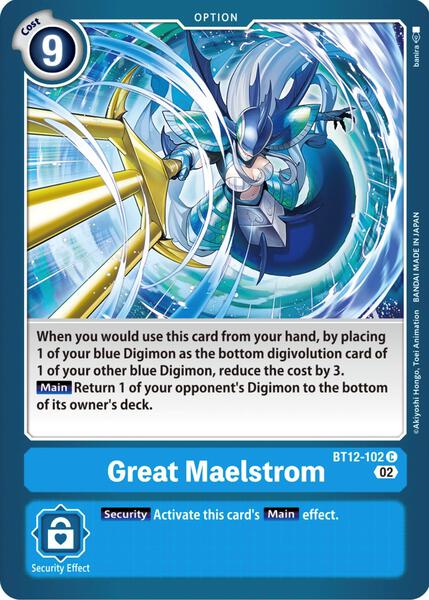 OPTION
Cost
9
banira
©Akiyoshi Hongo, Toei Animation BANDAI MADE IN JAPAN
When you would use this card from your hand, by placing
1 of your blue Digimon as the bottom digivolution card of
1 of your other blue Digimon, reduce the cost by 3.
Main Return 1 of your opponent's Digimon to the bottom
of its owner's deck.
BT12-102 C
Great Maelstrom
02
Security Activate this card's Main effect.
Security Effect